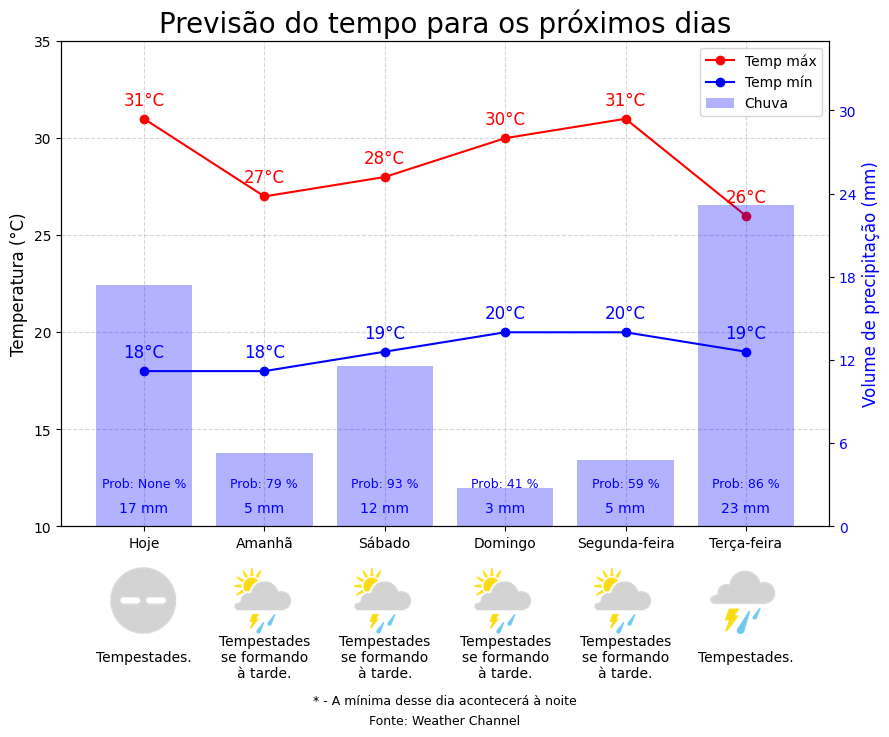 Previsão do tempo para os próximos dias
35
30
25
20
15
10
Temperatura (°C)
31°C
27°C
28°C
30°C
31°C
26°C
18°C
18°C
19°C
20°C
20°C
19°C
Temp máx
Temp mín
Chuva
30
24
18
12
6
0
Volume de precipitação (mm)
Prob: None %
Prob: 79 %
Prob: 93 %
Prob: 41 %
Prob: 59 %
Prob: 86 %
17 mm
5 mm
12 mm
3 mm
5 mm
23 mm
Hoje
Amanhã
Sábado
Domingo
Segunda-feira
Terça-feira
Tempestades.
Tempestades
se formando
à tarde.
Tempestades
se formando
à tarde.
Tempestades
se formando
à tarde.
Tempestades
se formando
à tarde.
Tempestades.
* - A mínima desse dia acontecerá à noite
Fonte: Weather Channel